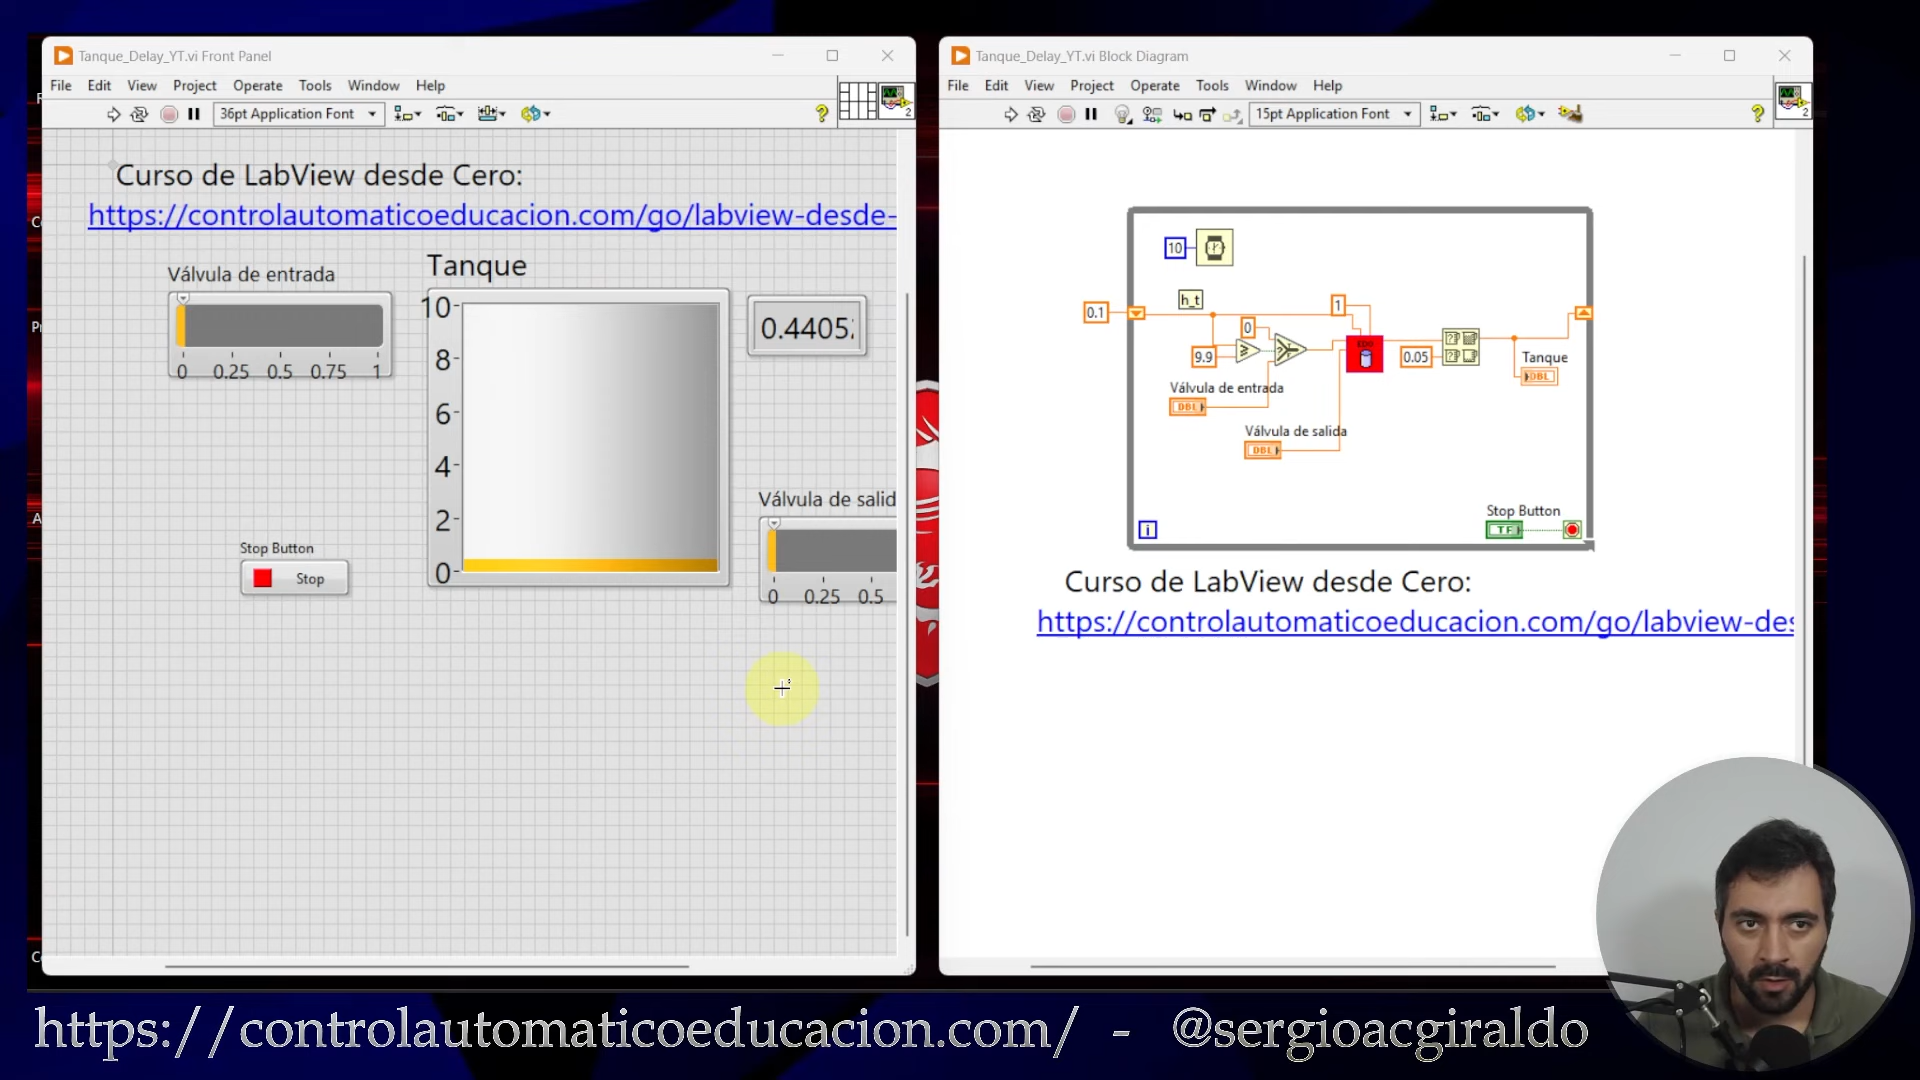 Tanque_Delay_YT.vi Front Panel
File Edit View Project Operate Tools Window Help
36pt Application Font
?
2
Curso de LabView desde Cero:
https://controlautomaticoeducacion.com/go/labview-desde-
Válvula de entrada
0 0.25 0.5 0.75 1
Tanque
10
8
6
4
2
0
0.4405
Válvula de salid
0 0.25 0.5
Stop Button
Stop
Tanque_Delay_YT.vi Block Diagram
File Edit View Project Operate Tools Window Help
15pt Application Font
?
2
10
h_t
0.1
1
0
9.9
0.05
Tanque
DBL
Válvula de entrada
DBL
Válvula de salida
DBL
Stop Button
TF
i
Curso de LabView desde Cero:
https://controlautomaticoeducacion.com/go/labview-des
https://controlautomaticoeducacion.com/ - @sergioacgiraldo